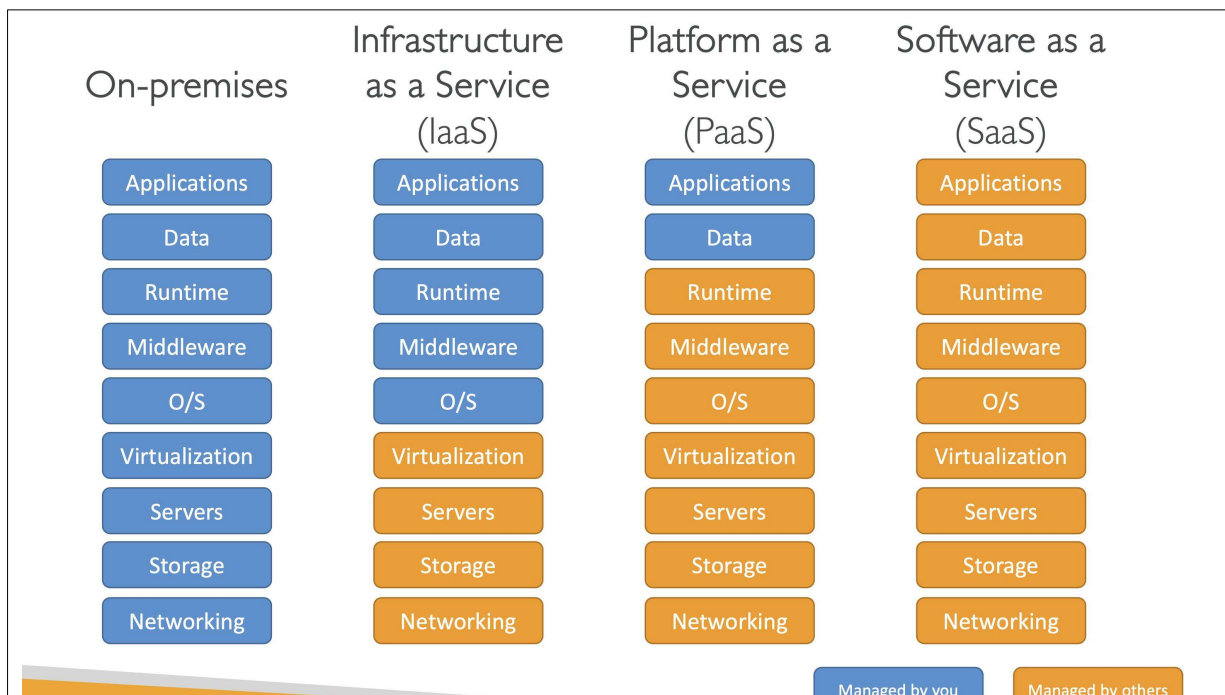 On-premises
Infrastructure
as a Service
(IaaS)
Platform as a
Service
(PaaS)
Software as a
Service
(SaaS)
Applications
Data
Runtime
Middleware
O/S
Virtualization
Servers
Storage
Networking
Applications
Data
Runtime
Middleware
O/S
Virtualization
Servers
Storage
Networking
Applications
Data
Runtime
Middleware
O/S
Virtualization
Servers
Storage
Networking
Applications
Data
Runtime
Middleware
O/S
Virtualization
Servers
Storage
Networking
Managed by you
Managed by others